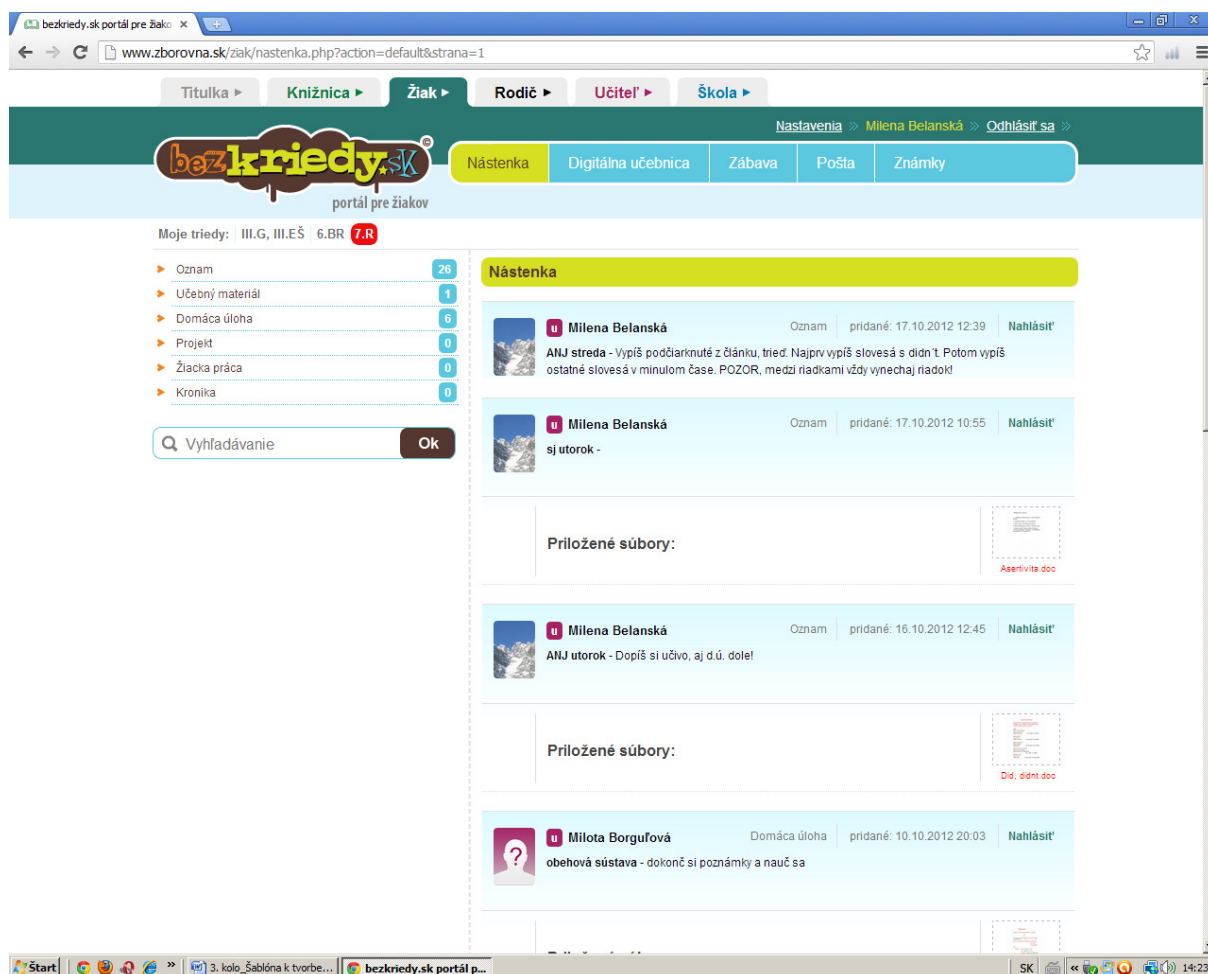 bezkriedy.sk portál pre žiako
www.zborovna.sk/ziak/nastenka.php?action=default&strana=1
Titulka Knižnica Žiak Rodič Učiteľ Škola
Nastavenia » Milena Belanská » Odhlásiť sa »
bezkriedy.sk
©
portál pre žiakov
Nástenka Digitálna učebnica Zábava Pošta Známky
Moje triedy: III.G, III.EŠ 6.BR 7.R
Oznam 26
Učebný materiál 1
Domáca úloha 6
Projekt 0
Žiacka práca 0
Kronika 0
Vyhľadávanie Ok
Nástenka
u Milena Belanská Oznam pridané: 17.10.2012 12:39 Nahlásiť
ANJ streda - Vypíš podčiarknuté z článku, trieď. Najprv vypíš slovesá s didn´t. Potom vypíš
ostatné slovesá v minulom čase. POZOR, medzi riadkami vždy vynechaj riadok!
u Milena Belanská Oznam pridané: 17.10.2012 10:55 Nahlásiť
sj utorok -
Priložené súbory:
Asertivita.doc
u Milena Belanská Oznam pridané: 16.10.2012 12:45 Nahlásiť
ANJ utorok - Dopíš si učivo, aj d.ú. dole!
Priložené súbory:
Did, didnt.doc
u Milota Borguľová Domáca úloha pridané: 10.10.2012 20:03 Nahlásiť
obehová sústava - dokonč si poznámky a nauč sa
Štart » 3. kolo_Šablóna k tvorbe... bezkriedy.sk portál p... SK « 14:23